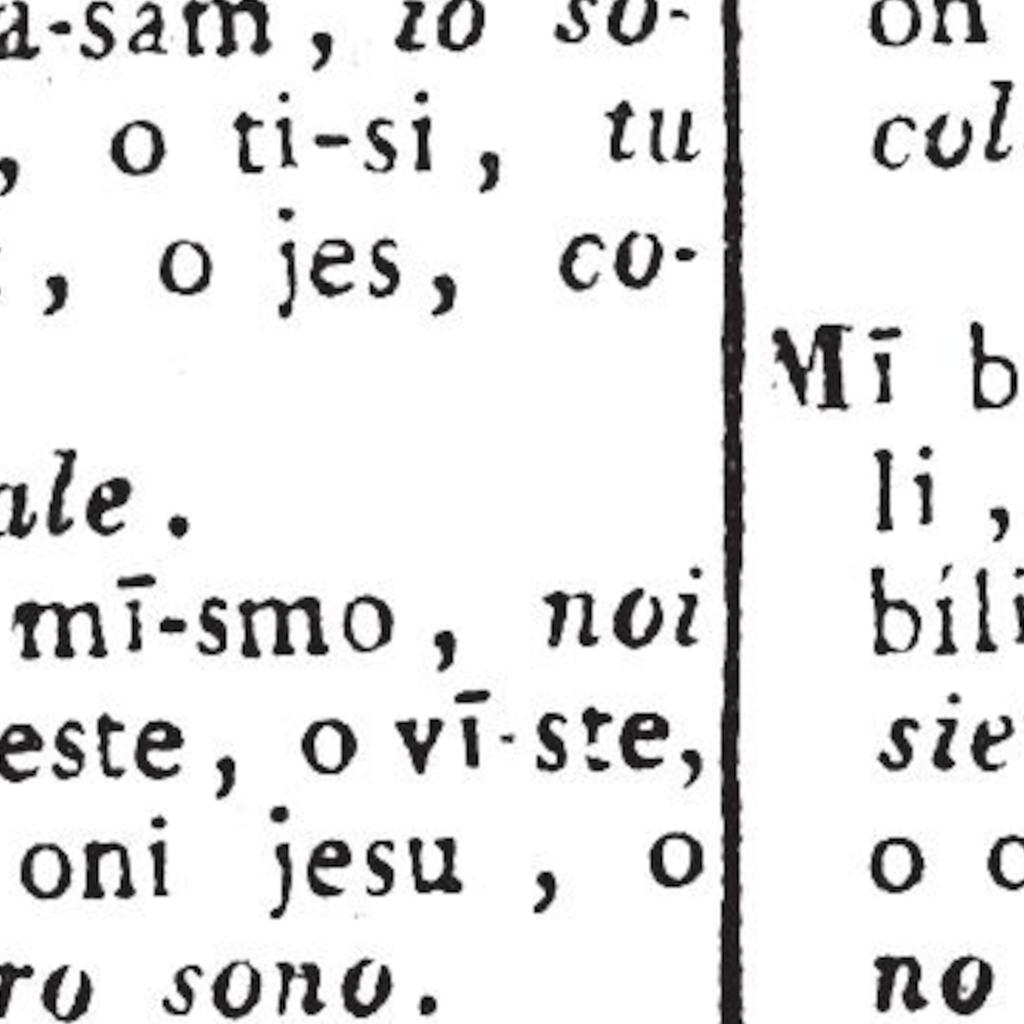 a-sam, io so-
, o ti-si, tu
, o jes, co-
ale.
mī-smo, noi
este, o vī-ste,
oni jesu, o
ro sono.
on
col
Mī b
li,
bíli
sie
o
no